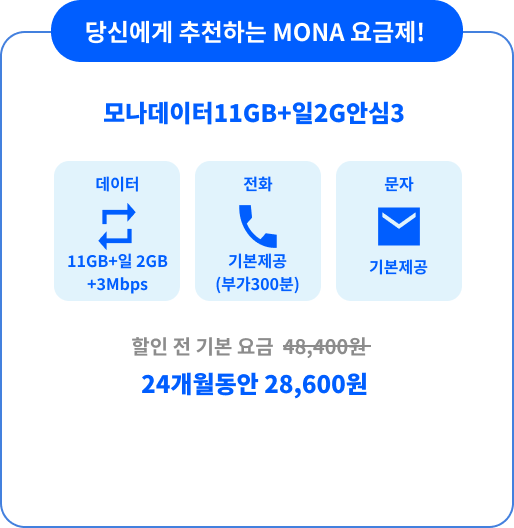 당신에게 추천하는 MONA 요금제!
모나데이터11GB+일2G안심3
데이터
11GB+일 2GB
+3Mbps
전화
기본제공
(부가300분)
문자
기본제공
할인 전 기본 요금 48,400원
24개월동안 28,600원